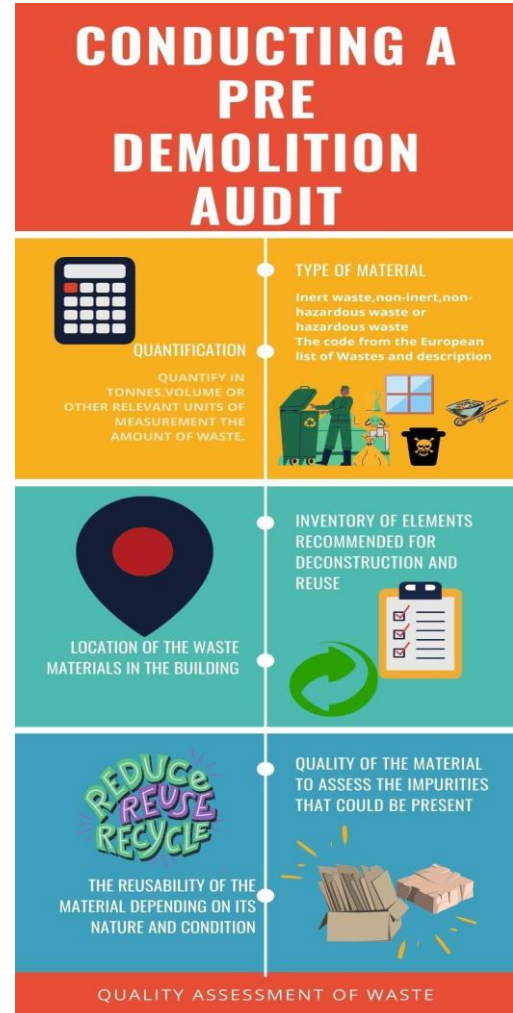 CONDUCTING A
PRE
DEMOLITION
AUDIT
TYPE OF MATERIAL
Inert waste,non-inert,non-
hazardous waste or
hazardous waste
The code from the European
list of Wastes and description
QUANTIFICATION
QUANTIFY IN
TONNES,VOLUME OR
OTHER RELEVANT UNITS OF
MEASUREMENT THE
AMOUNT OF WASTE.
INVENTORY OF ELEMENTS
RECOMMENDED FOR
DECONSTRUCTION AND
REUSE
LOCATION OF THE WASTE
MATERIALS IN THE BUILDING
QUALITY OF THE MATERIAL
TO ASSESS THE IMPURITIES
THAT COULD BE PRESENT
REDUCE
REUSE
RECYCLE
THE REUSABILITY OF THE
MATERIAL DEPENDING ON ITS
NATURE AND CONDITION
QUALITY ASSESSMENT OF WASTE